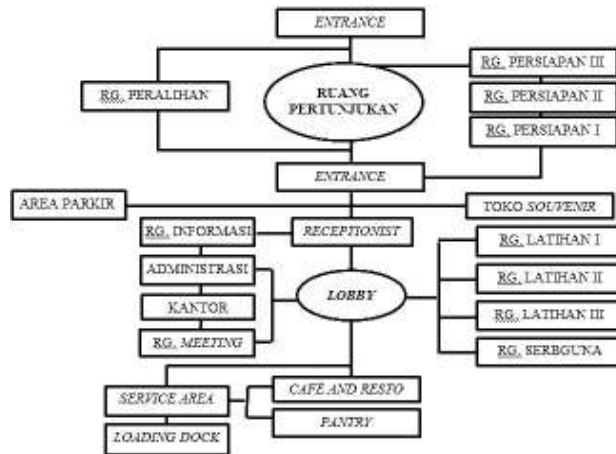 ENTRANCE
RG. PERALIHAN
RUANG
PERTUNJUKAN
RG. PERSIAPAN III
RG. PERSIAPAN II
RG. PERSIAPAN I
ENTRANCE
AREA PARKIR
TOKO SOUVENIR
RG. INFORMASI
RECEPTIONIST
RG. LATIHAN I
ADMINISTRASI
LOBBY
RG. LATIHAN II
KANTOR
RG. LATIHAN III
RG. MEETING
RG. SERBGUNA
SERVICE AREA
CAFE AND RESTO
PANTRY
LOADING DOCK